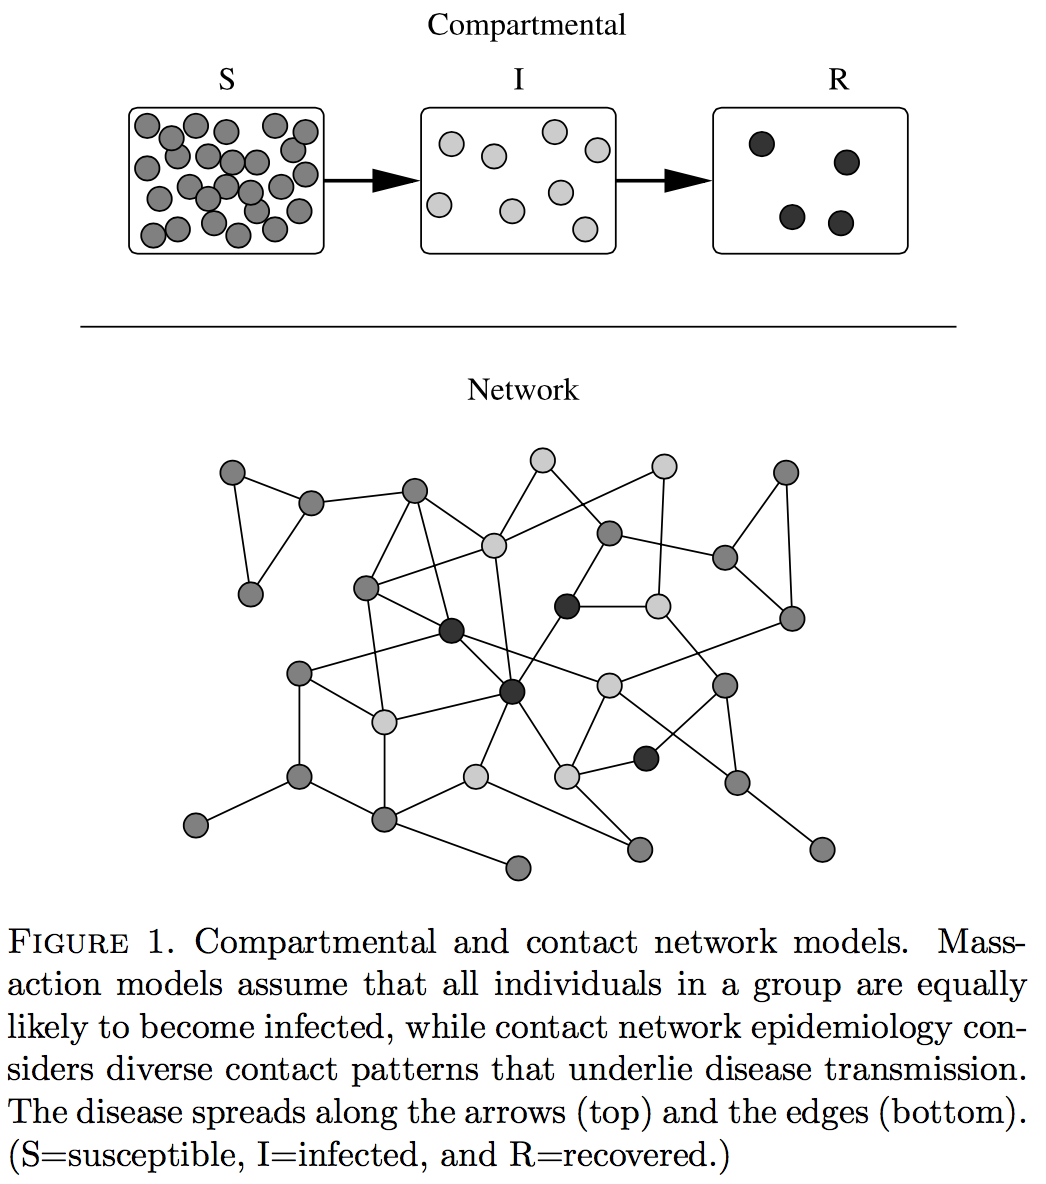 Compartmental
S I R
Network
FIGURE 1. Compartmental and contact network models. Mass-
action models assume that all individuals in a group are equally
likely to become infected, while contact network epidemiology con-
siders diverse contact patterns that underlie disease transmission.
The disease spreads along the arrows (top) and the edges (bottom).
(S=susceptible, I=infected, and R=recovered.)